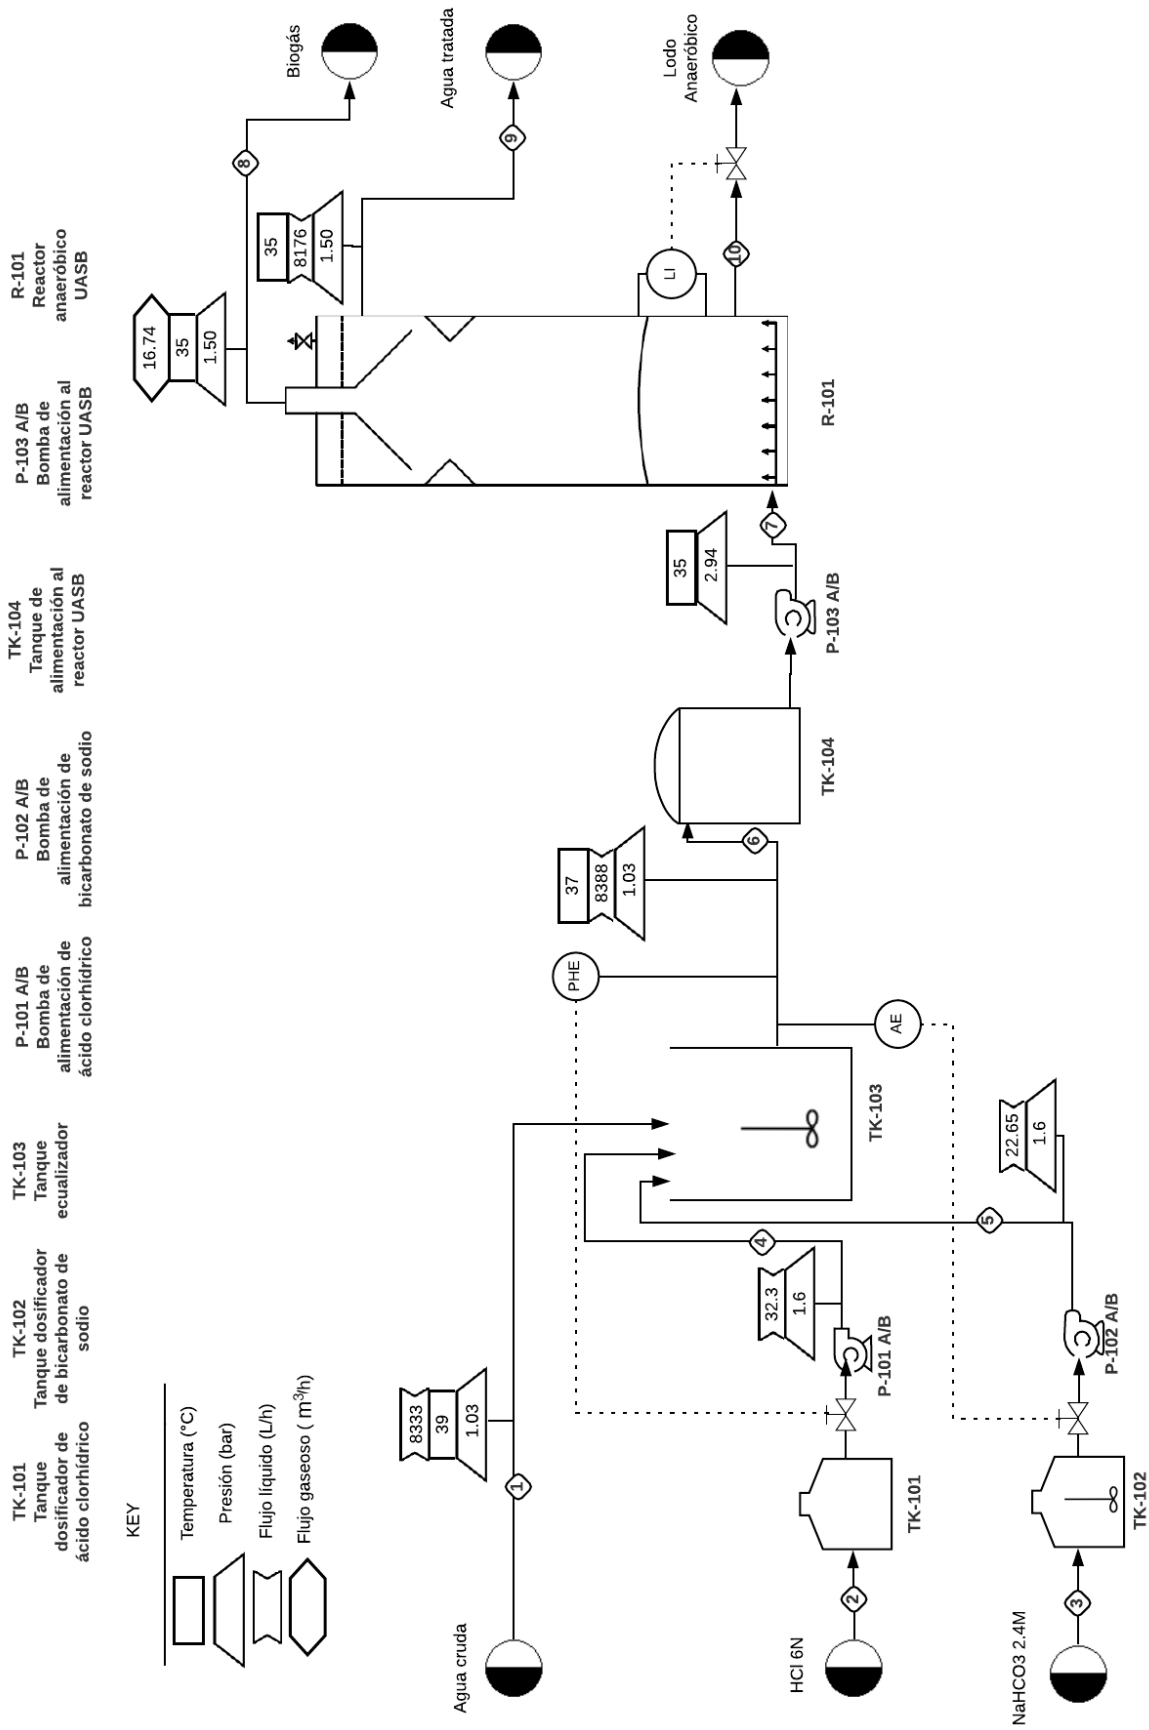 TK-101
Tanque
dosificador de
ácido clorhídrico
TK-102
Tanque dosificador
de bicarbonato de
sodio
TK-103
Tanque
ecualizador
P-101 A/B
Bomba de
alimentación de
ácido clorhídrico
P-102 A/B
Bomba de
alimentación de
bicarbonato de sodio
TK-104
Tanque de
alimentación al
reactor UASB
P-103 A/B
Bomba de
alimentación al
reactor UASB
R-101
Reactor
anaeróbico
UASB
KEY
Temperatura (°C)
Presión (bar)
Flujo líquido (L/h)
Flujo gaseoso ( m³/h)
Agua cruda
1
8333
39
1.03
HCl 6N
2
TK-101
P-101 A/B
32.3
1.6
4
NaHCO3 2.4M
3
TK-102
P-102 A/B
22.65
1.6
5
TK-103
PHE
AE
37
8388
1.03
6
TK-104
P-103 A/B
35
2.94
7
R-101
16.74
35
1.50
8
Biogás
35
8176
1.50
9
Agua tratada
LI
10
Lodo
Anaeróbico